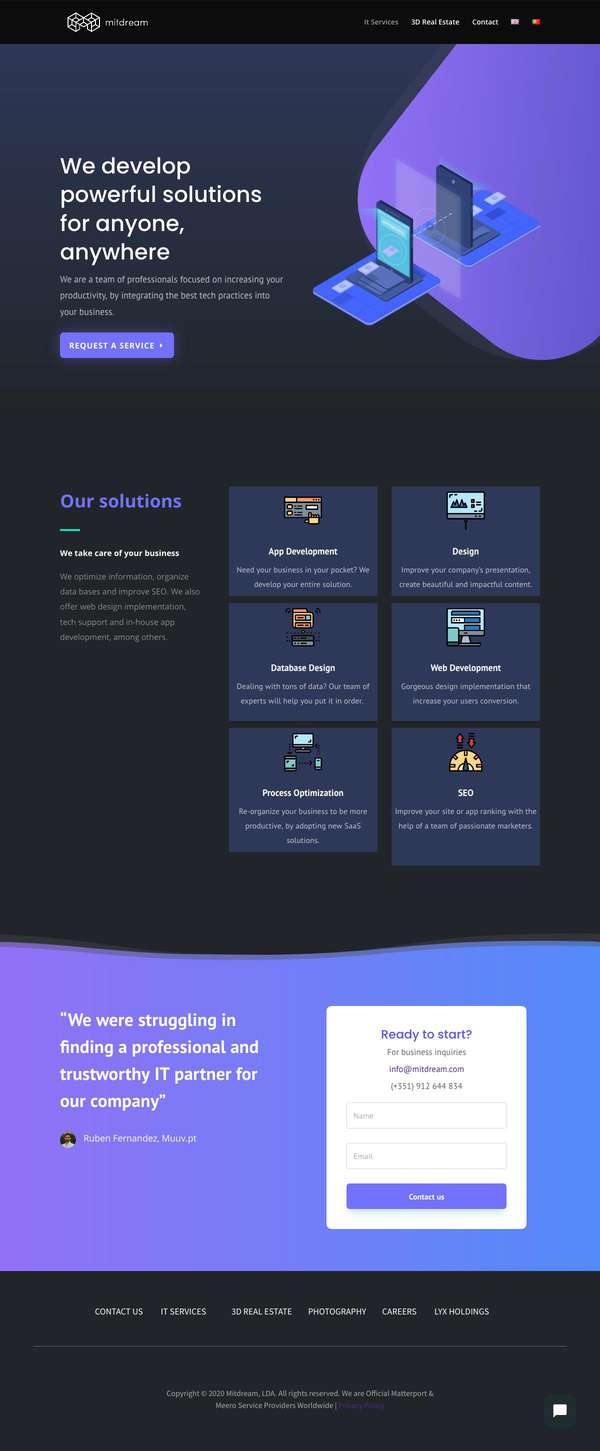 mitdream
It Services
3D Real Estate
Contact
We develop
powerful solutions
for anyone,
anywhere
We are a team of professionals focused on increasing your
productivity, by integrating the best tech practices into
your business.
REQUEST A SERVICE
Our solutions
We take care of your business
We optimize information, organize
data bases and improve SEO. We also
offer web design implementation,
tech support and in-house app
development, among others.
App Development
Need your business in your pocket? We
develop your entire solution.
Design
Improve your company's presentation,
create beautiful and impactful content.
Database Design
Dealing with tons of data? Our team of
experts will help you put it in order.
Web Development
Gorgeous design implementation that
increase your users conversion.
Process Optimization
Re-organize your business to be more
productive, by adopting new SaaS
solutions.
SEO
Improve your site or app ranking with the
help of a team of passionate marketers.
“We were struggling in
finding a professional and
trustworthy IT partner for
our company”
Ruben Fernandez, Muuv.pt
Ready to start?
For business inquiries
info@mitdream.com
(+351) 912 644 834
Name
Email
Contact us
CONTACT US
IT SERVICES
3D REAL ESTATE
PHOTOGRAPHY
CAREERS
LYX HOLDINGS
Copyright © 2020 Mitdream, LDA. All rights reserved. We are Official Matterport &
Meero Service Providers Worldwide | Privacy Policy